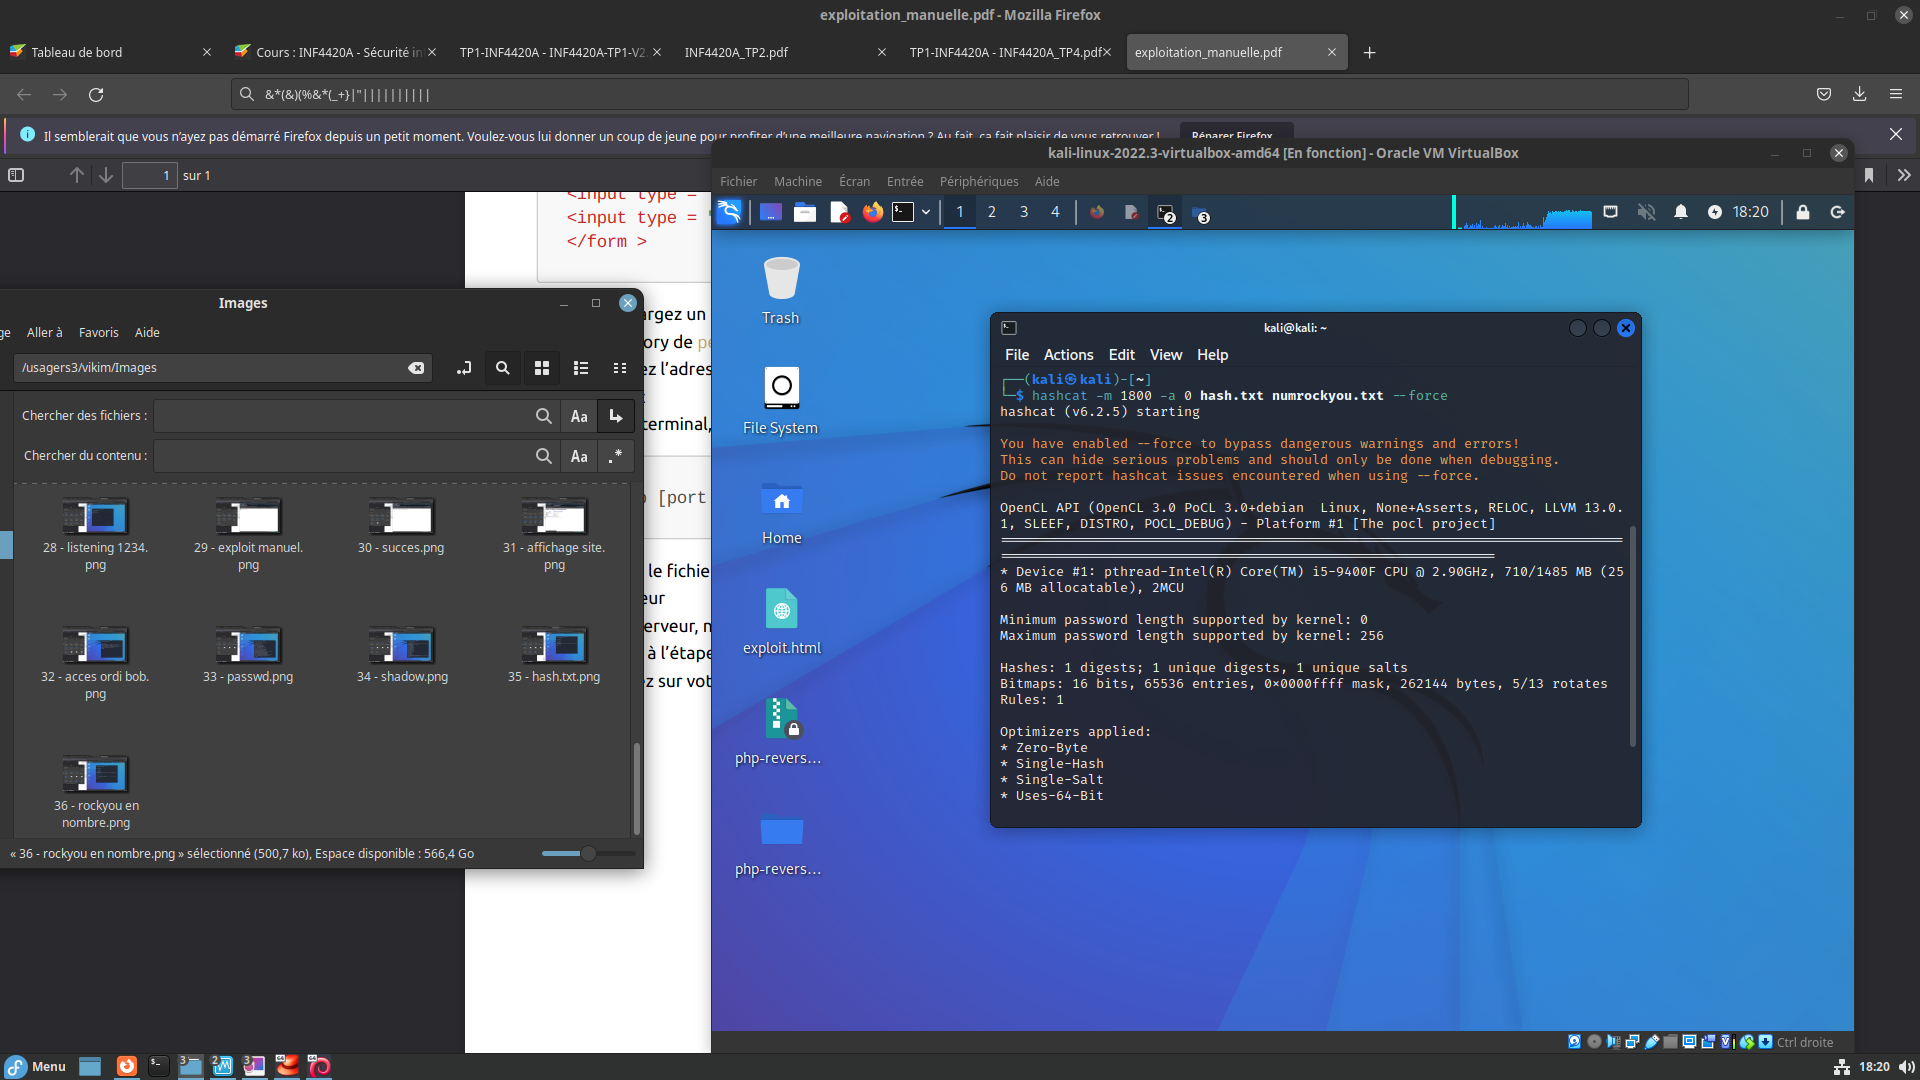 exploitation_manuelle.pdf - Mozilla Firefox
Tableau de bord
Cours : INF4420A - Sécurité in
TP1-INF4420A - INF4420A-TP1-V2
INF4420A_TP2.pdf
TP1-INF4420A - INF4420A_TP4.pdf
exploitation_manuelle.pdf
&*(&)(%&*(_+}|"||||||||||
Il semblerait que vous n'ayez pas démarré Firefox depuis un petit moment. Voulez-vous lui donner un coup de jeune pour profiter d'une meilleure navigation ? Au fait, ça fait plaisir de vous retrouver !
Réparer Firefox
1 sur 1
<input type =
<input type =
</form >
argez un
ory de
ez l'adres
terminal,
[port
le fichie
eur
erveur, m
à l'étape
ez sur vot
Images
ge Aller à Favoris Aide
/usagers3/vikim/Images
Chercher des fichiers : Aa
Chercher du contenu : Aa .*
28 - listening 1234.
png
29 - exploit manuel.
png
30 - succes.png
31 - affichage site.
png
32 - acces ordi bob.
png
33 - passwd.png
34 - shadow.png
35 - hash.txt.png
36 - rockyou en
nombre.png
« 36 - rockyou en nombre.png » sélectionné (500,7 ko), Espace disponible : 566,4 Go
kali-linux-2022.3-virtualbox-amd64 [En fonction] - Oracle VM VirtualBox
Fichier Machine Écran Entrée Périphériques Aide
1 2 3 4 2 3 18:20
Trash
File System
Home
exploit.html
php-revers...
php-revers...
kali@kali: ~
File Actions Edit View Help
┌──(kali㉿kali)-[~]
└─$ hashcat -m 1800 -a 0 hash.txt numrockyou.txt --force
hashcat (v6.2.5) starting
You have enabled --force to bypass dangerous warnings and errors!
This can hide serious problems and should only be done when debugging.
Do not report hashcat issues encountered when using --force.
OpenCL API (OpenCL 3.0 PoCL 3.0+debian  Linux, None+Asserts, RELOC, LLVM 13.0.
1, SLEEF, DISTRO, POCL_DEBUG) - Platform #1 [The pocl project]
* Device #1: pthread-Intel(R) Core(TM) i5-9400F CPU @ 2.90GHz, 710/1485 MB (25
6 MB allocatable), 2MCU
Minimum password length supported by kernel: 0
Maximum password length supported by kernel: 256
Hashes: 1 digests; 1 unique digests, 1 unique salts
Bitmaps: 16 bits, 65536 entries, 0×0000ffff mask, 262144 bytes, 5/13 rotates
Rules: 1
Optimizers applied:
* Zero-Byte
* Single-Hash
* Single-Salt
* Uses-64-Bit
Ctrl droite
Menu
3 2 3
18:20